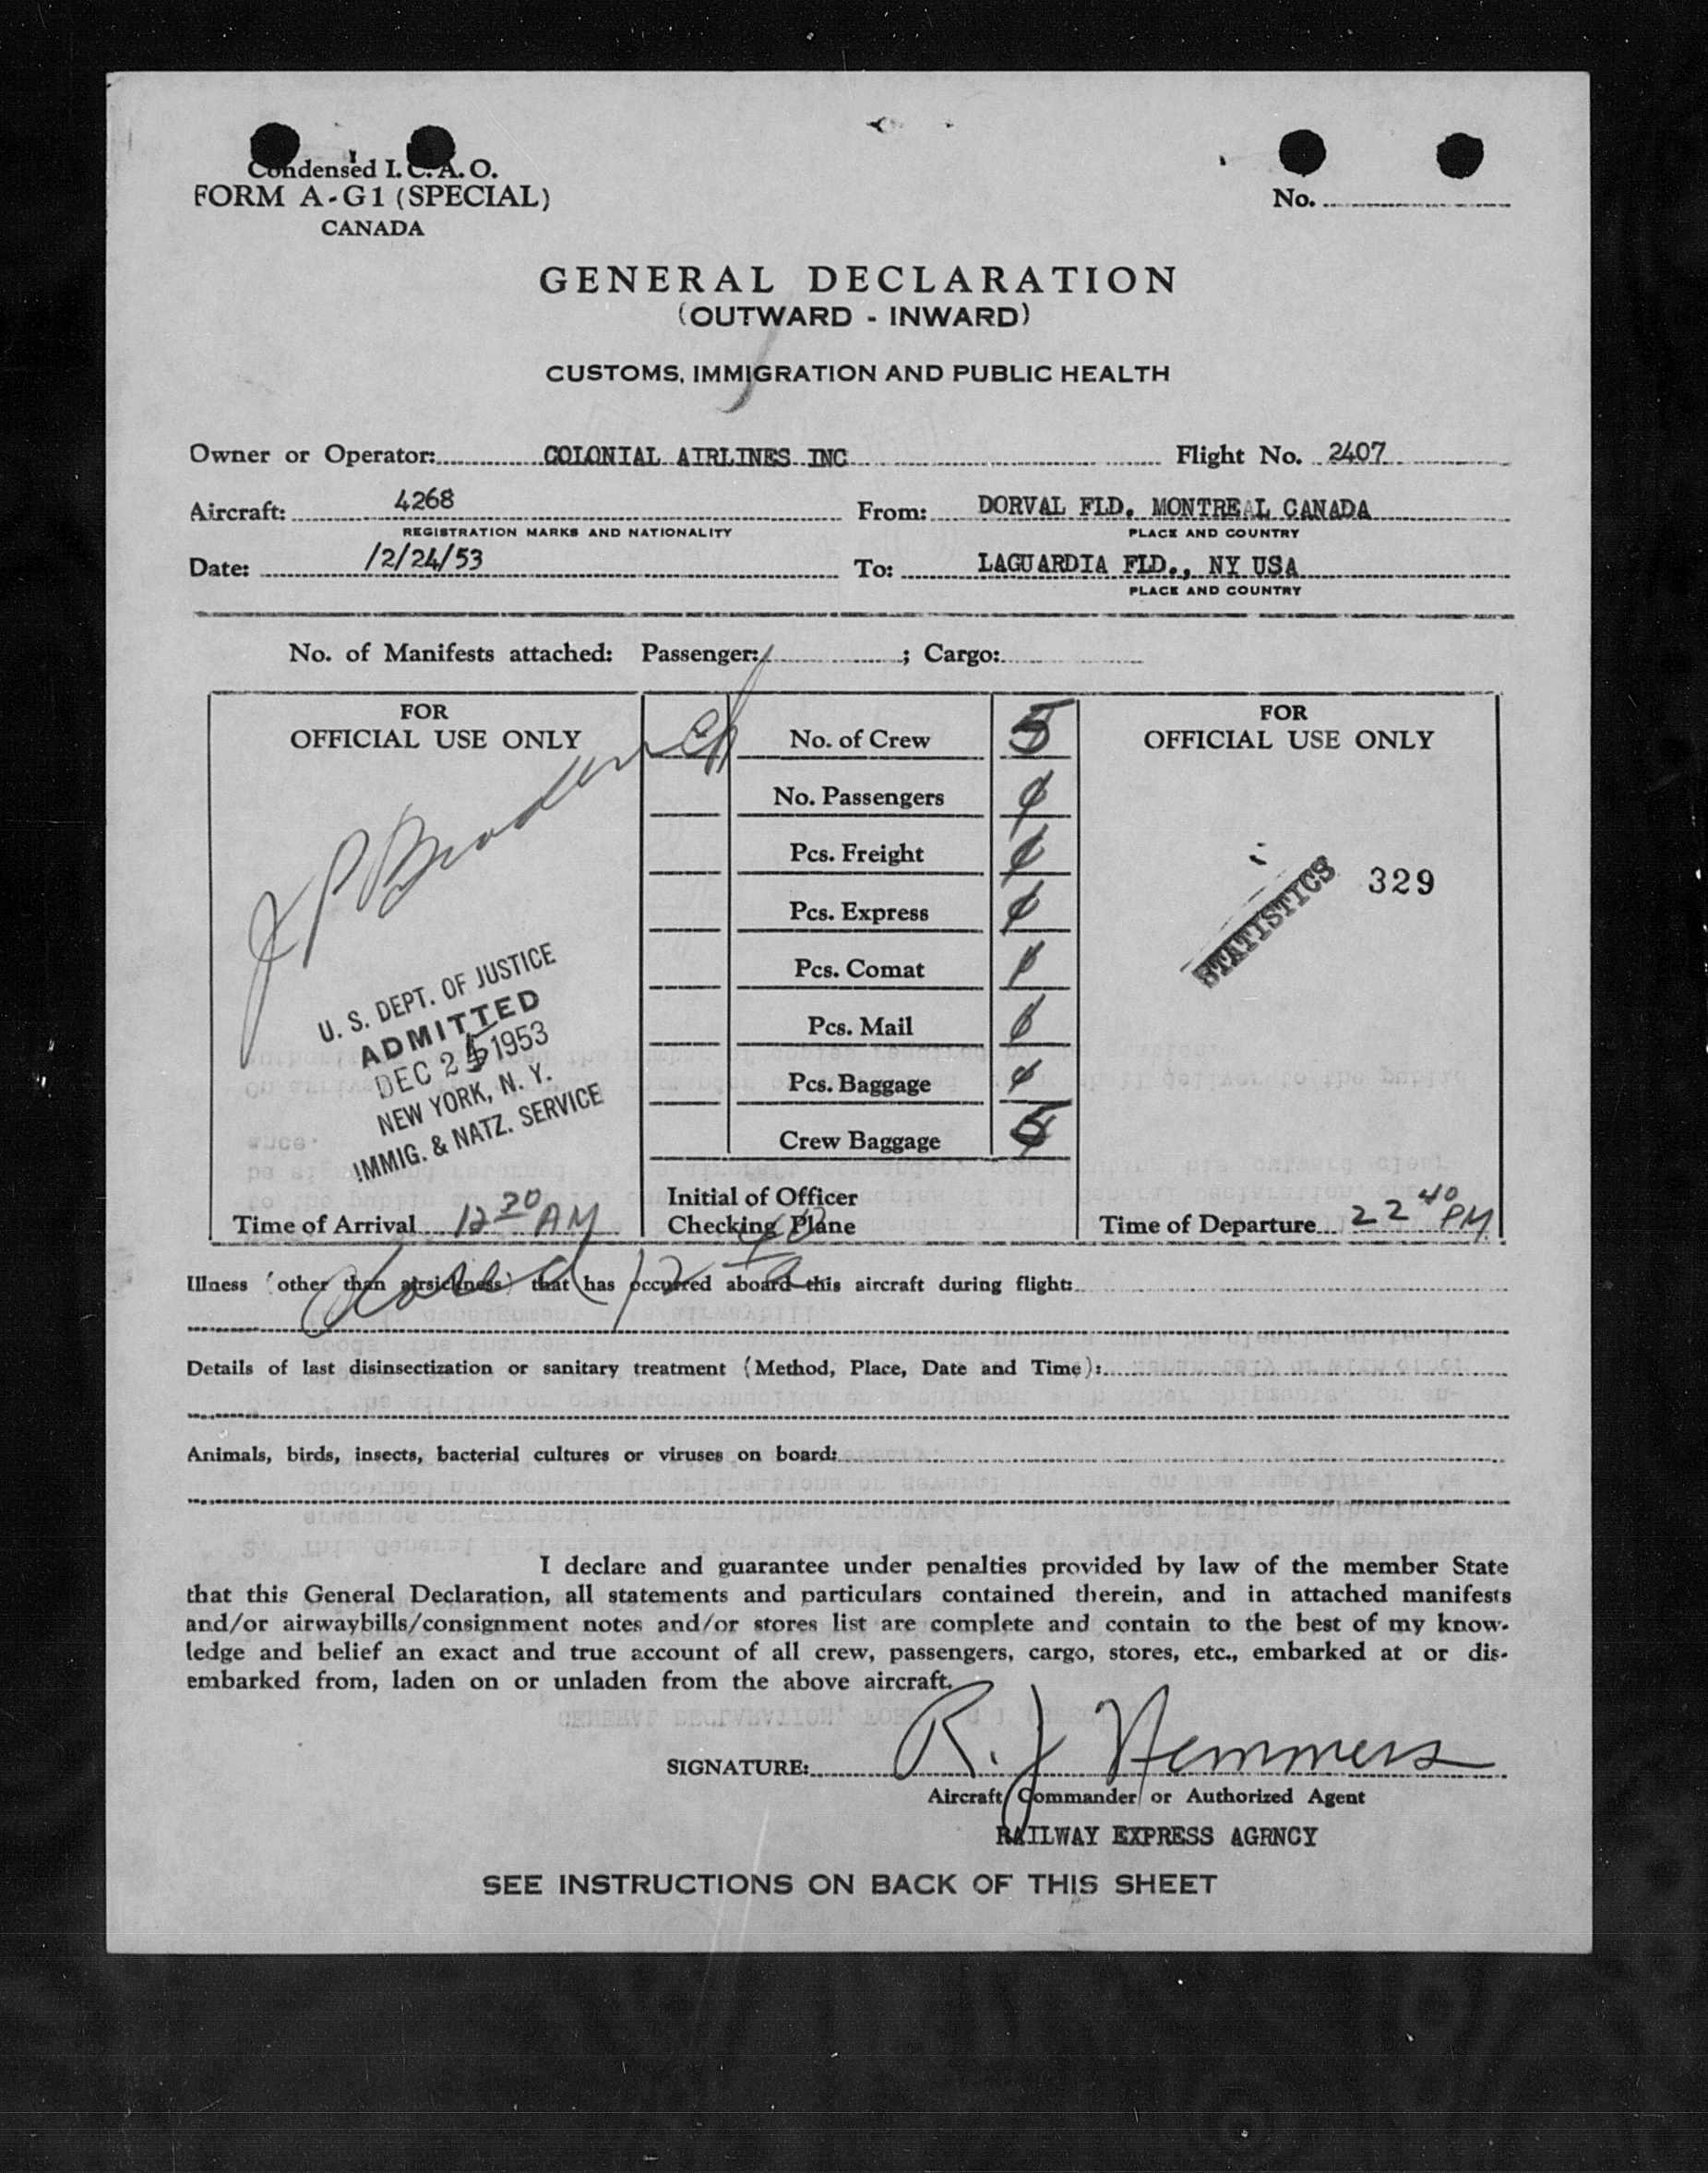 Condensed I. C. A. O.
FORM A-G1 (SPECIAL)
CANADA
No.
GENERAL DECLARATION
(OUTWARD - INWARD)
CUSTOMS, IMMIGRATION AND PUBLIC HEALTH
Owner or Operator: COLONIAL AIRLINES INC Flight No. 2407
Aircraft: 4268 From: DORVAL FLD. MONTREAL CANADA
REGISTRATION MARKS AND NATIONALITY PLACE AND COUNTRY
Date: 12/24/53 To: LAGUARDIA FLD., NY USA
PLACE AND COUNTRY
No. of Manifests attached: Passenger: ; Cargo:
FOR
OFFICIAL USE ONLY
J P
U. S. DEPT. OF JUSTICE
ADMITTED
DEC 25 1953
NEW YORK, N. Y.
IMMIG. & NATZ. SERVICE
Time of Arrival 12 20 AM
No. of Crew 5
No. Passengers
Pcs. Freight
Pcs. Express
Pcs. Comat
Pcs. Mail
Pcs. Baggage
Crew Baggage 5
Initial of Officer
Checking Plane
FOR
OFFICIAL USE ONLY
STATISTICS 329
Time of Departure 22 40 PM
Illness (other than airsickness) that has occurred aboard this aircraft during flight:
Details of last disinsectization or sanitary treatment (Method, Place, Date and Time):
Animals, birds, insects, bacterial cultures or viruses on board:
I declare and guarantee under penalties provided by law of the member State
that this General Declaration, all statements and particulars contained therein, and in attached manifests
and/or airwaybills/consignment notes and/or stores list are complete and contain to the best of my know-
ledge and belief an exact and true account of all crew, passengers, cargo, stores, etc., embarked at or dis-
embarked from, laden on or unladen from the above aircraft.
SIGNATURE: R. J Hemmers
Aircraft Commander or Authorized Agent
RAILWAY EXPRESS AGRNCY
SEE INSTRUCTIONS ON BACK OF THIS SHEET